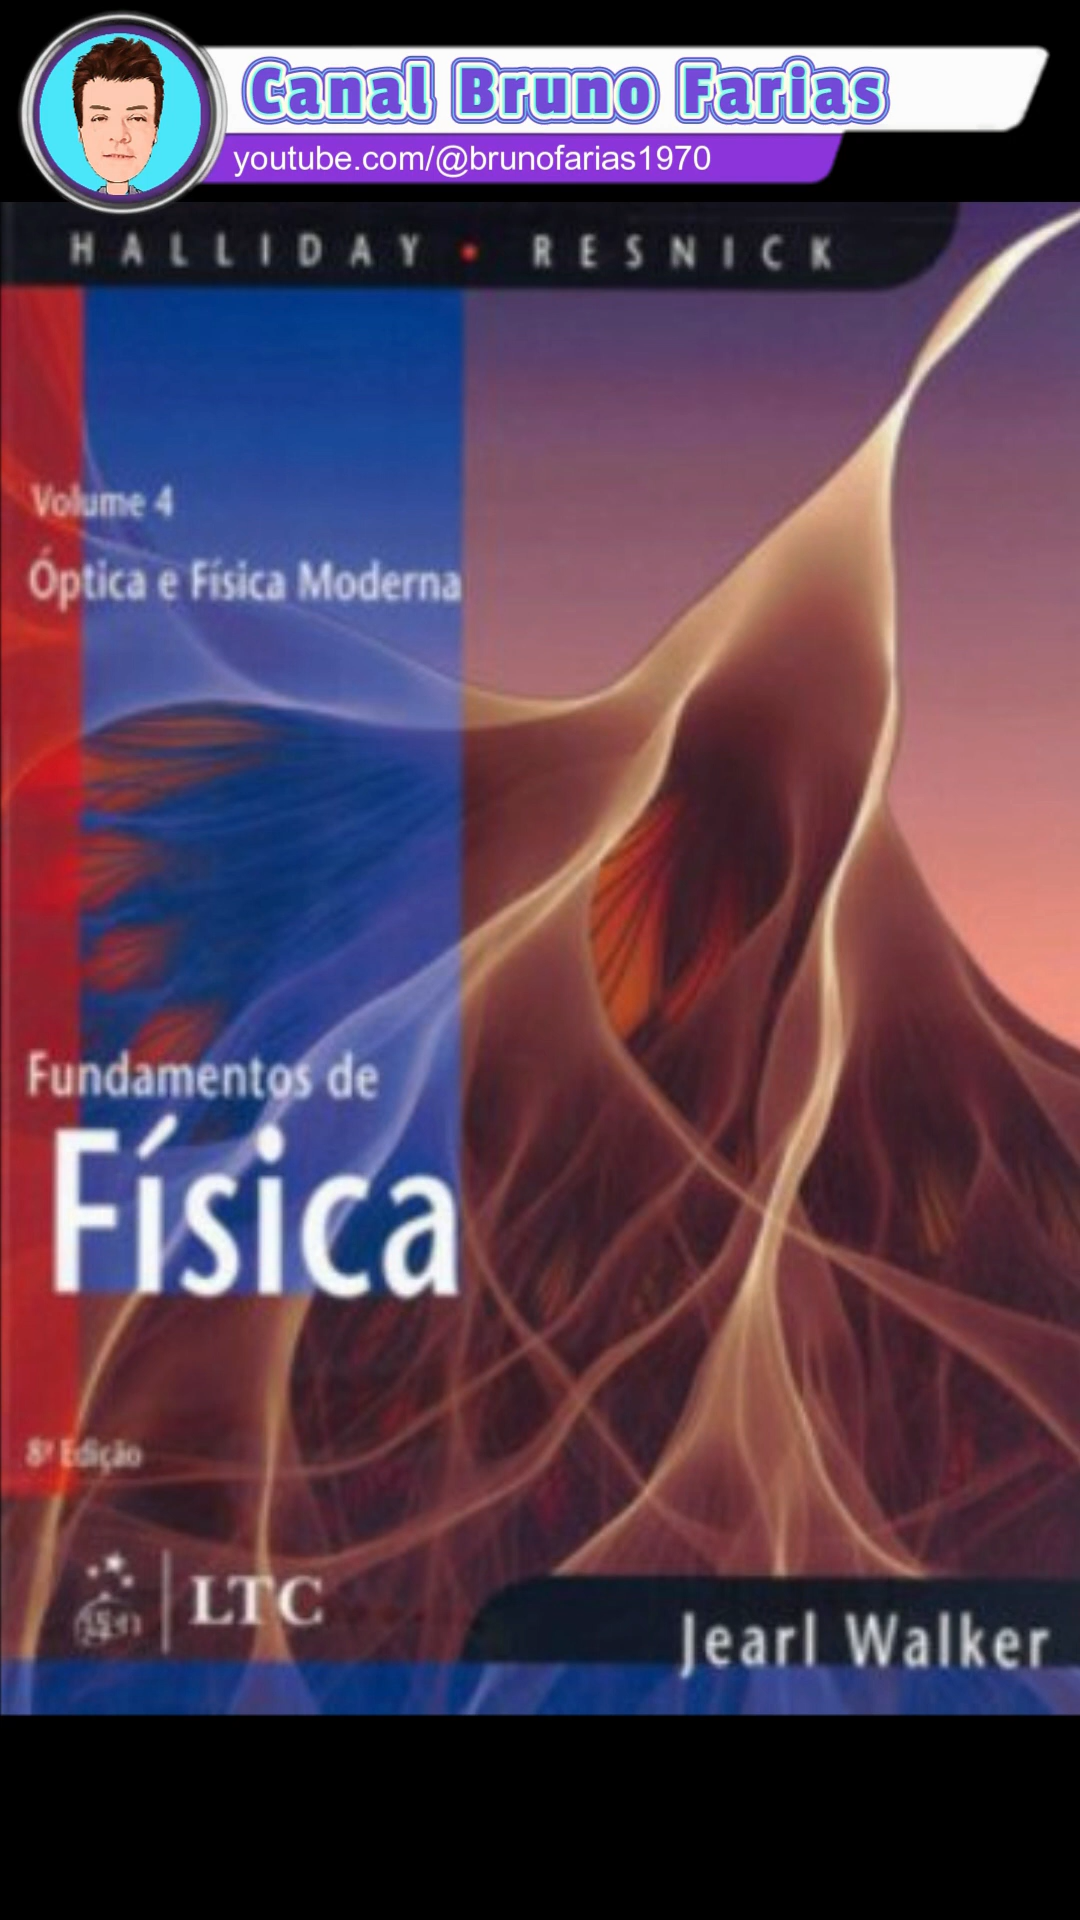 Canal Bruno Farias
youtube.com/@brunofarias1970
HALLIDAY • RESNICK
Volume 4
Óptica e Física Moderna
Fundamentos de
Física
8ª Edição
LTC
Jearl Walker